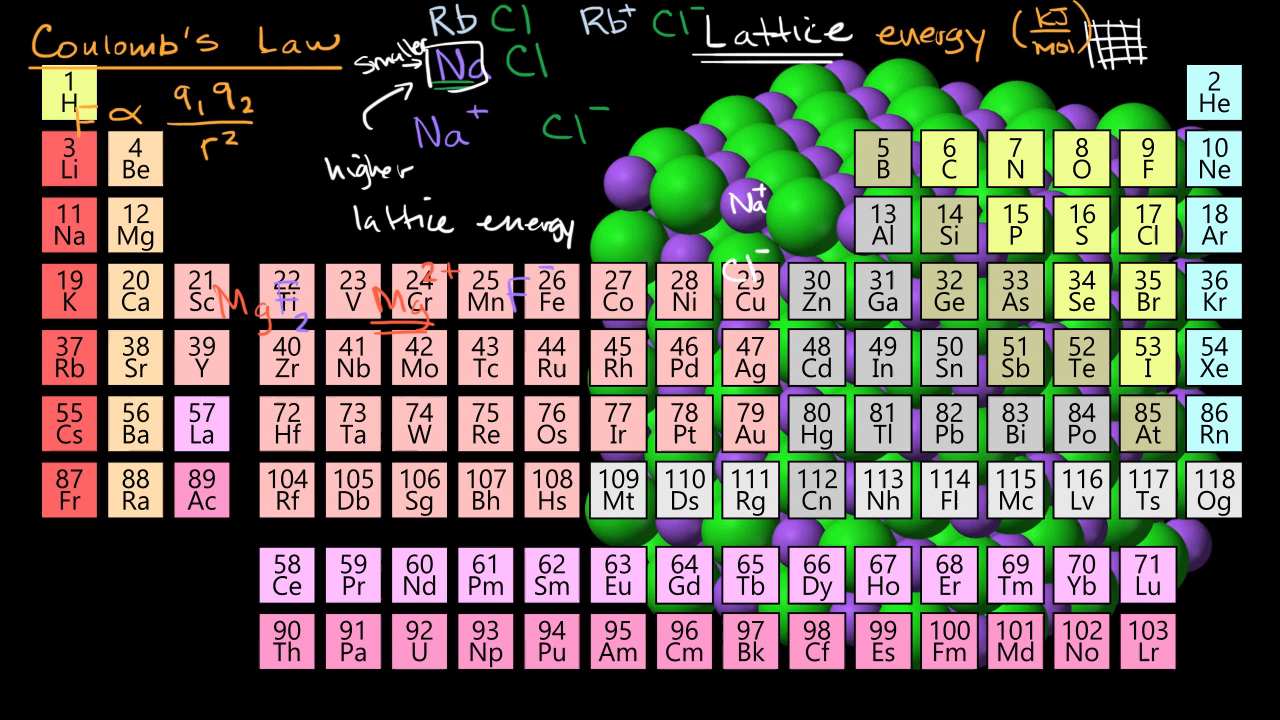 Rb Cl Rb⁺ Cl⁻
Coulomb's Law
Lattice energy (kJ/mol)
smaller
Na Cl
F ∝ q₁q₂/r²
Na⁺ Cl⁻
higher
lattice energy
Na⁺
Cl⁻
MgF₂ Mg²⁺ F⁻
1 H 2 He
3 Li 4 Be 5 B 6 C 7 N 8 O 9 F 10 Ne
11 Na 12 Mg 13 Al 14 Si 15 P 16 S 17 Cl 18 Ar
19 K 20 Ca 21 Sc 22 Ti 23 V 24 Cr 25 Mn 26 Fe 27 Co 28 Ni 29 Cu 30 Zn 31 Ga 32 Ge 33 As 34 Se 35 Br 36 Kr
37 Rb 38 Sr 39 Y 40 Zr 41 Nb 42 Mo 43 Tc 44 Ru 45 Rh 46 Pd 47 Ag 48 Cd 49 In 50 Sn 51 Sb 52 Te 53 I 54 Xe
55 Cs 56 Ba 57 La 72 Hf 73 Ta 74 W 75 Re 76 Os 77 Ir 78 Pt 79 Au 80 Hg 81 Tl 82 Pb 83 Bi 84 Po 85 At 86 Rn
87 Fr 88 Ra 89 Ac 104 Rf 105 Db 106 Sg 107 Bh 108 Hs 109 Mt 110 Ds 111 Rg 112 Cn 113 Nh 114 Fl 115 Mc 116 Lv 117 Ts 118 Og
58 Ce 59 Pr 60 Nd 61 Pm 62 Sm 63 Eu 64 Gd 65 Tb 66 Dy 67 Ho 68 Er 69 Tm 70 Yb 71 Lu
90 Th 91 Pa 92 U 93 Np 94 Pu 95 Am 96 Cm 97 Bk 98 Cf 99 Es 100 Fm 101 Md 102 No 103 Lr